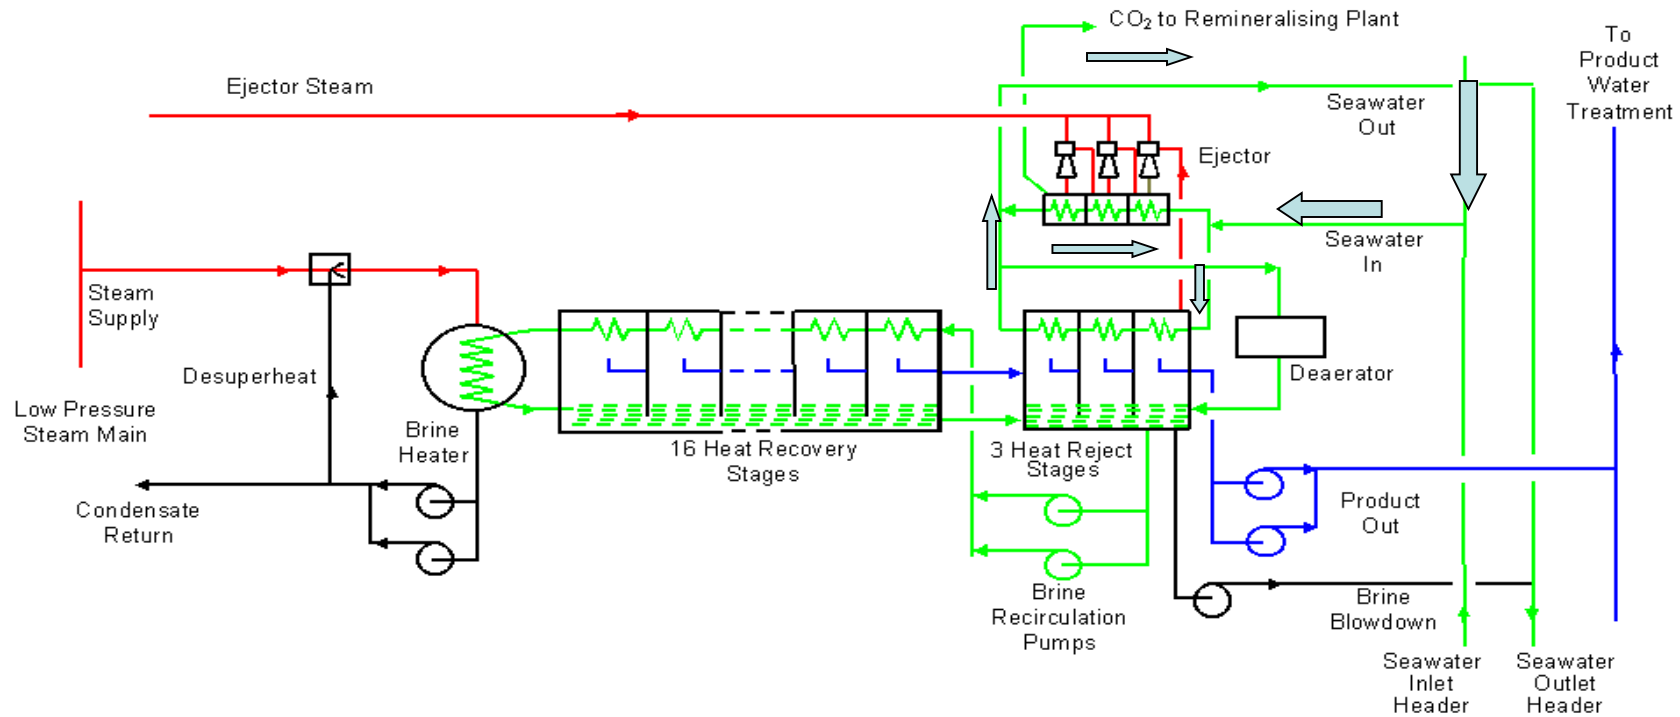 CO2 to Remineralising Plant
To
Product
Water
Treatment
Ejector Steam
Seawater
Out
Ejector
Seawater
In
Steam
Supply
Desuperheat
Deaerator
Low Pressure
Steam Main
Brine
Heater
16 Heat Recovery
Stages
3 Heat Reject
Stages
Condensate
Return
Product
Out
Brine
Recirculation
Pumps
Brine
Blowdown
Seawater
Inlet
Header
Seawater
Outlet
Header